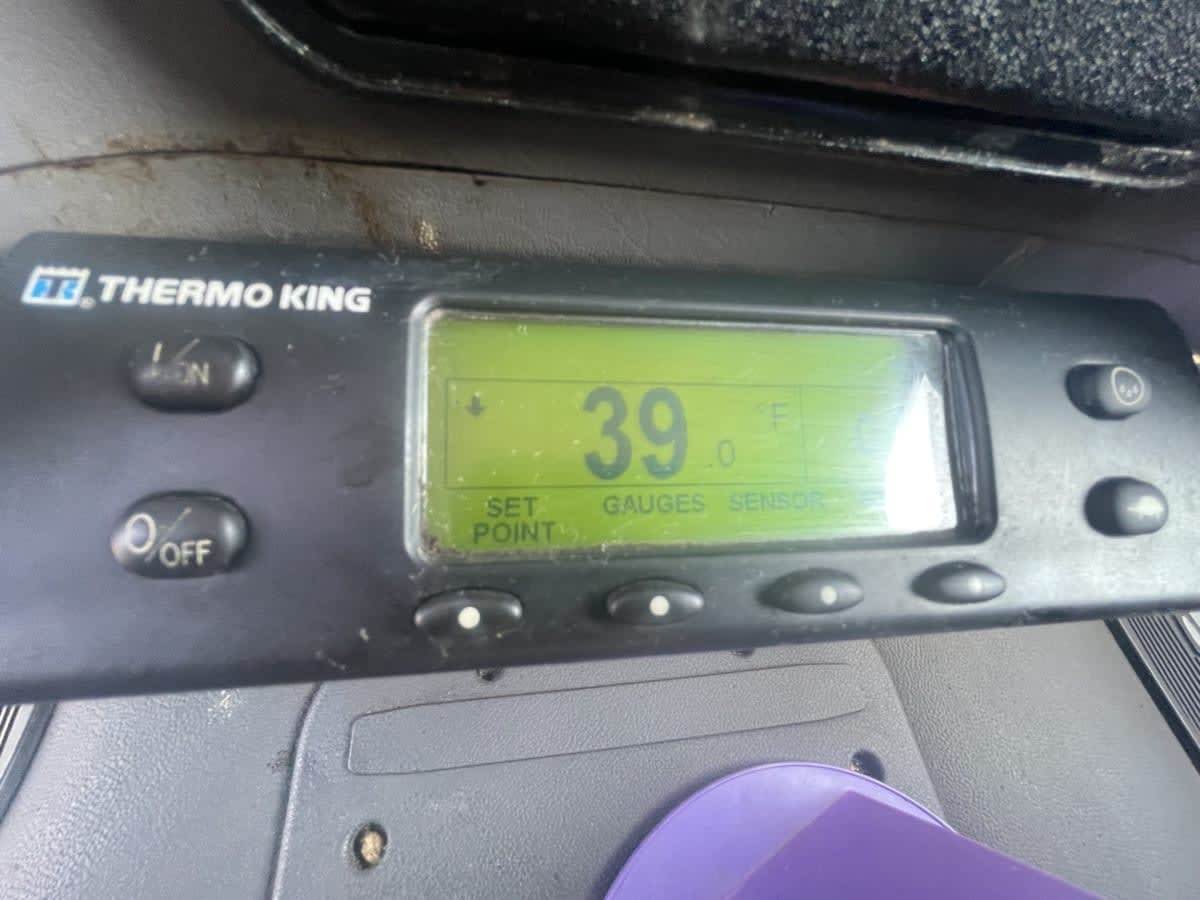 THERMO KING
ON
OFF
39.0 °F
SET POINT
GAUGES
SENSOR